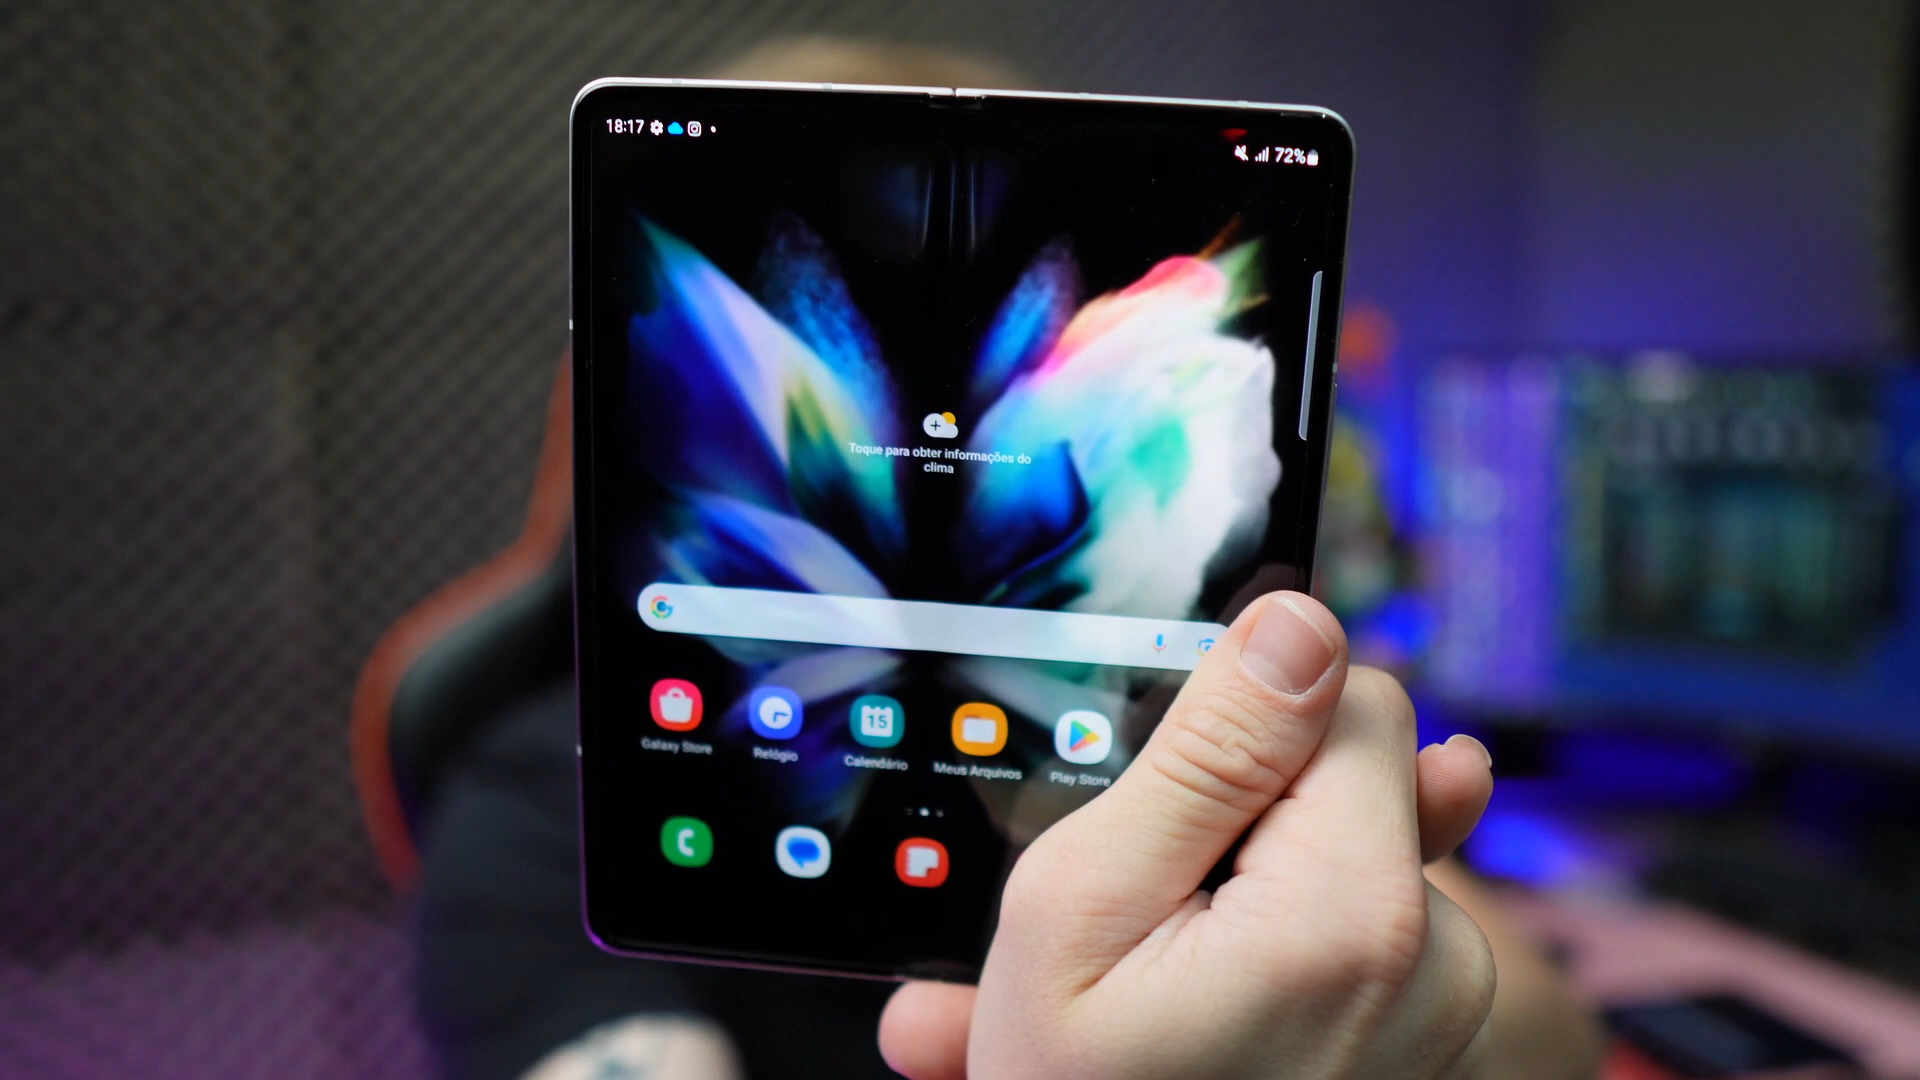 18:17
72%
Toque para obter informações do
clima
Galaxy Store
Relógio
15
Calendário
Meus Arquivos
Play Store